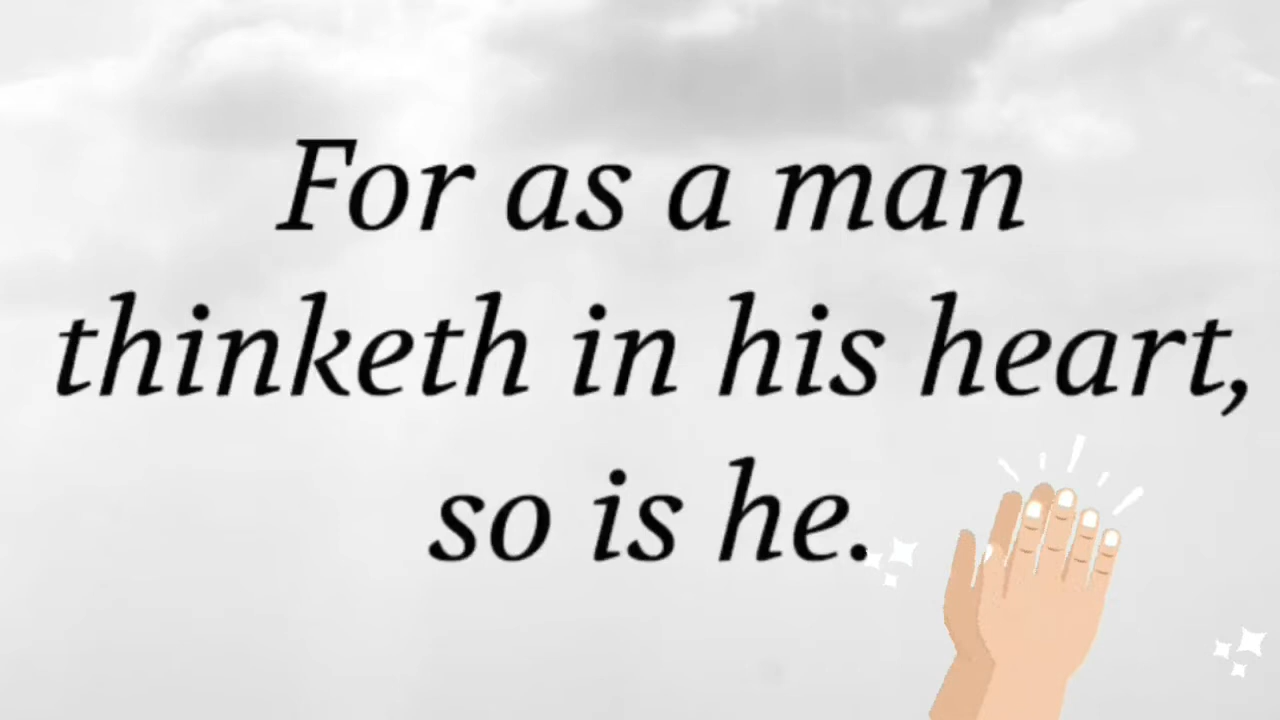 For as a man
thinketh in his heart,
so is he.